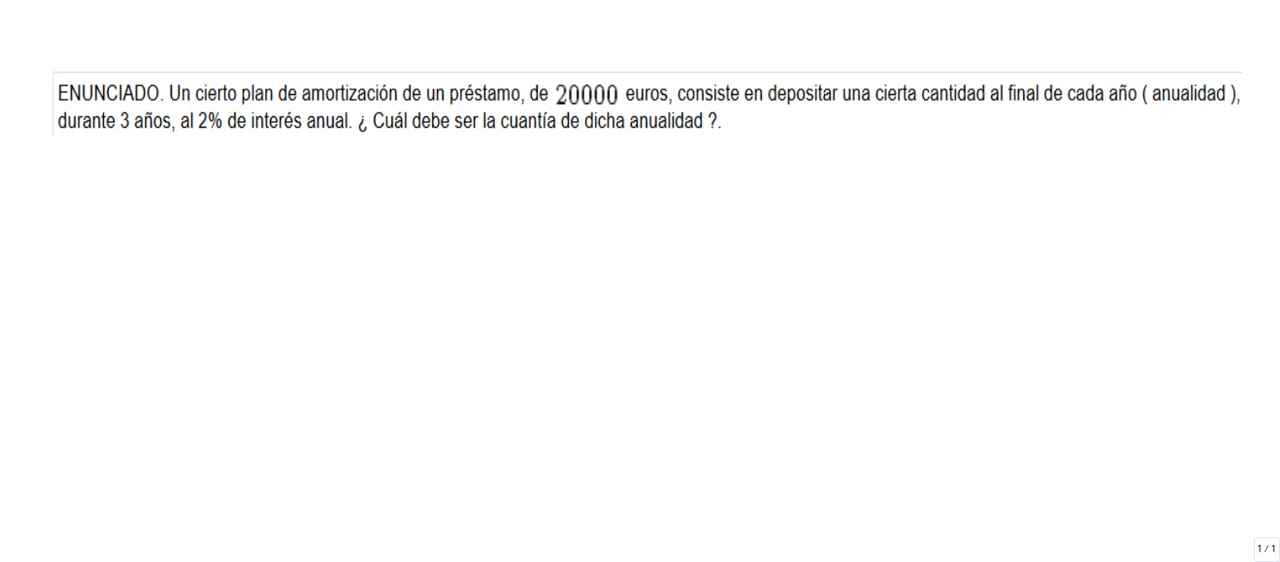 ENUNCIADO. Un cierto plan de amortización de un préstamo, de 20000 euros, consiste en depositar una cierta cantidad al final de cada año ( anualidad ),
durante 3 años, al 2% de interés anual. ¿ Cuál debe ser la cuantía de dicha anualidad ?.
1 / 1